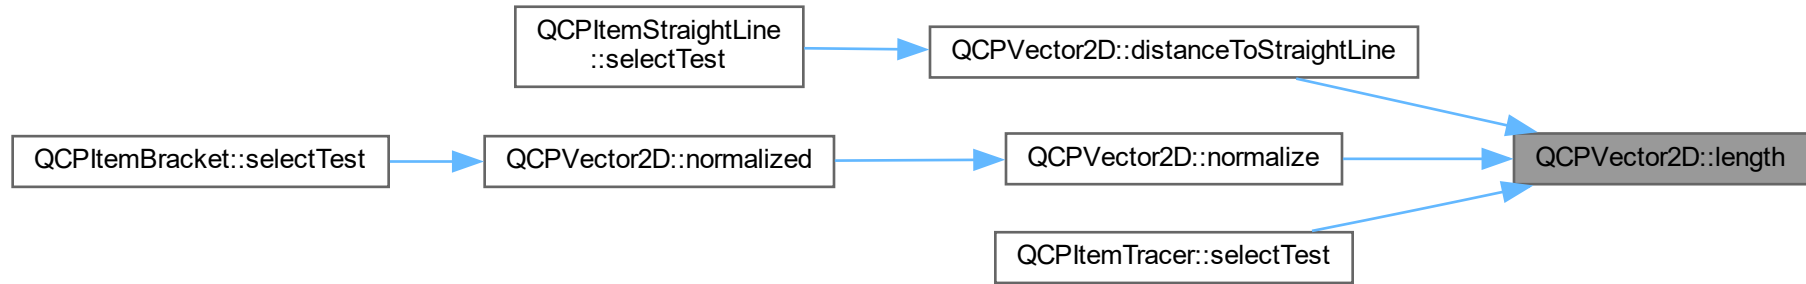 QCPItemStraightLine
::selectTest
QCPVector2D::distanceToStraightLine
QCPItemBracket::selectTest
QCPVector2D::normalized
QCPVector2D::normalize
QCPVector2D::length
QCPItemTracer::selectTest